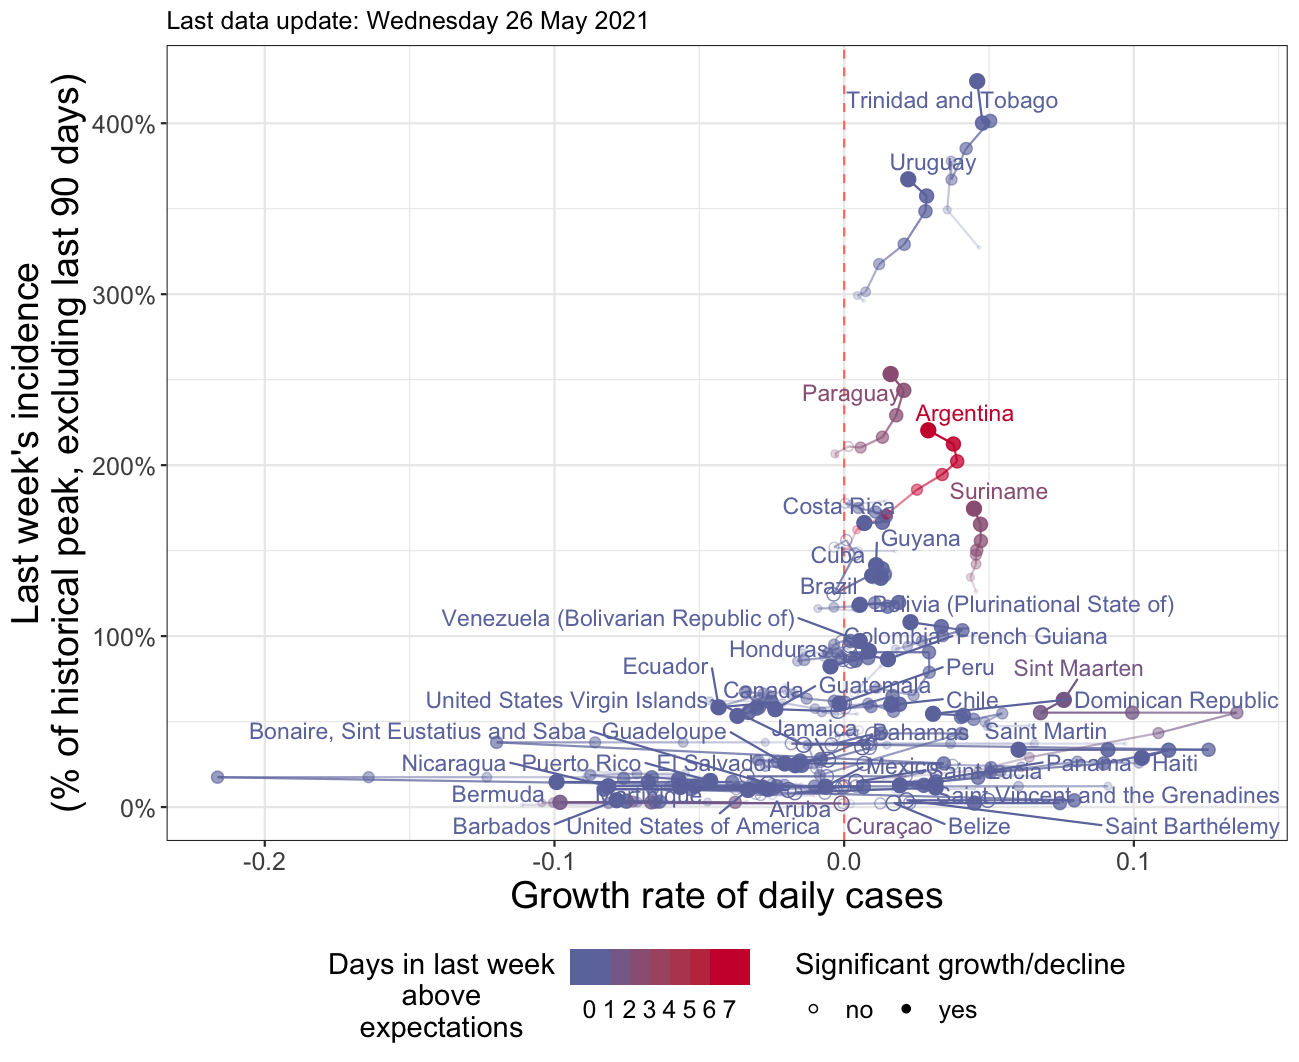 Last data update: Wednesday 26 May 2021
Last week's incidence
(% of historical peak, excluding last 90 days)
400%
300%
200%
100%
0%
Trinidad and Tobago
Uruguay
Paraguay
Argentina
Suriname
Costa Rica
Guyana
Cuba
Brazil
Bolivia (Plurinational State of)
Venezuela (Bolivarian Republic of)
Colombia
French Guiana
Honduras
Ecuador
Peru
Sint Maarten
Canada
Guatemala
United States Virgin Islands
Chile
Dominican Republic
Jamaica
Bahamas
Saint Martin
Bonaire, Sint Eustatius and Saba
Guadeloupe
Nicaragua
Puerto Rico
El Salvador
Mexico
Saint Lucia
Panama
Haiti
Bermuda
Martinique
Saint Vincent and the Grenadines
Aruba
Barbados
United States of America
Curaçao
Belize
Saint Barthélemy
-0.2
-0.1
0.0
0.1
Growth rate of daily cases
Days in last week
above
expectations
0 1 2 3 4 5 6 7
Significant growth/decline
no
yes